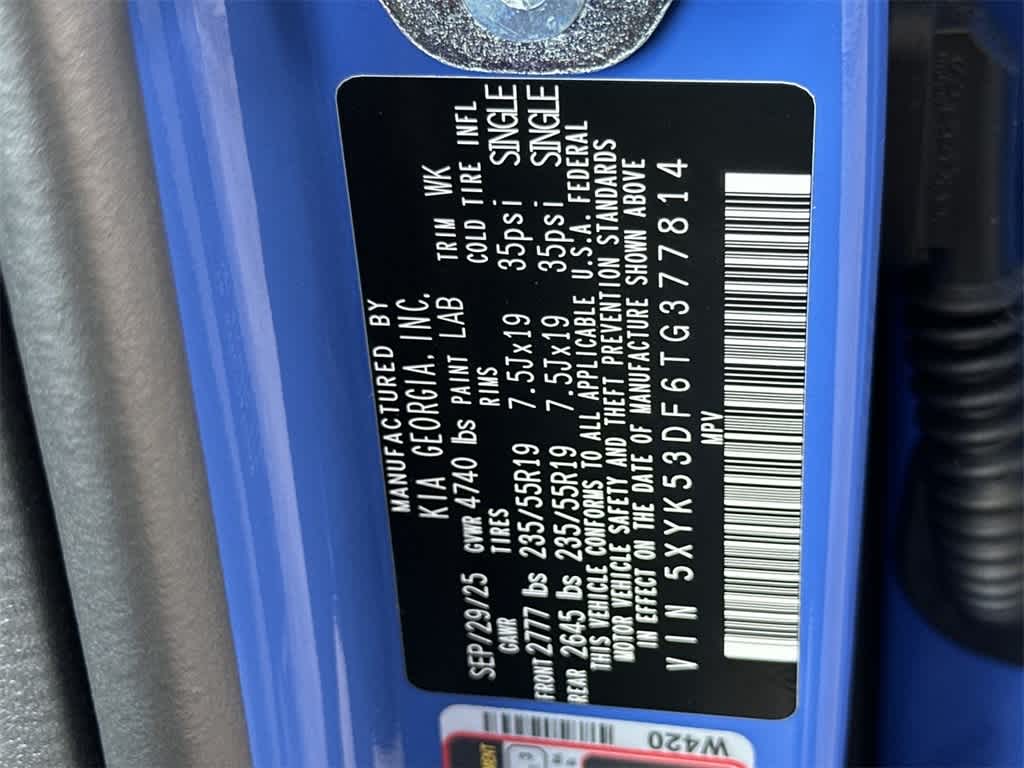 MANUFACTURED BY
KIA GEORGIA. INC.
SEP/29/25 GVWR 4740 lbs PAINT LAB TRIM WK
GAWR TIRES RIMS COLD TIRE INFL
FRONT 2777 lbs 235/55R19 7.5Jx19 35psi SINGLE
REAR 2645 lbs 235/55R19 7.5Jx19 35psi SINGLE
THIS VEHICLE CONFORMS TO ALL APPLICABLE U.S.A. FEDERAL
MOTOR VEHICLE SAFETY AND THEFT PREVENTION STANDARDS
IN EFFECT ON THE DATE OF MANUFACTURE SHOWN ABOVE
VIN 5XYK53DF6TG377814
MPV
W420